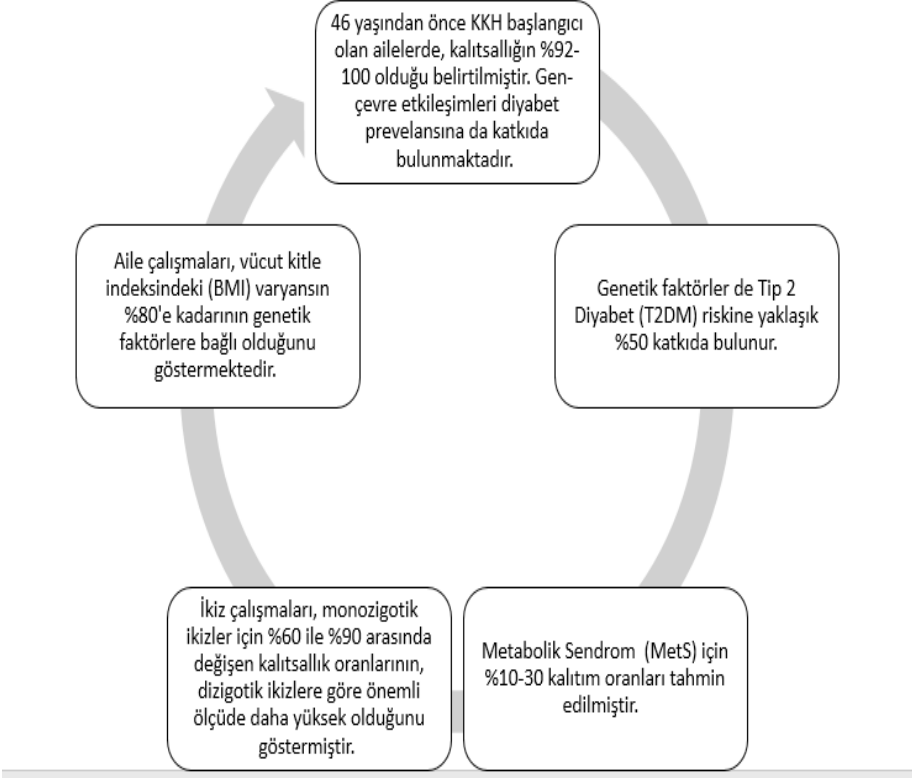 46 yaşından önce KKH başlangıcı
olan ailelerde, kalıtsallığın %92-
100 olduğu belirtilmiştir. Gen-
çevre etkileşimleri diyabet
prevelansına da katkıda
bulunmaktadır.
Genetik faktörler de Tip 2
Diyabet (T2DM) riskine yaklaşık
%50 katkıda bulunur.
Metabolik Sendrom (MetS) için
%10-30 kalıtım oranları tahmin
edilmiştir.
İkiz çalışmaları, monozigotik
ikizler için %60 ile %90 arasında
değişen kalıtsallık oranlarının,
dizigotik ikizlere göre önemli
ölçüde daha yüksek olduğunu
göstermiştir.
Aile çalışmaları, vücut kitle
indeksindeki (BMI) varyansın
%80'e kadarının genetik
faktörlere bağlı olduğunu
göstermektedir.